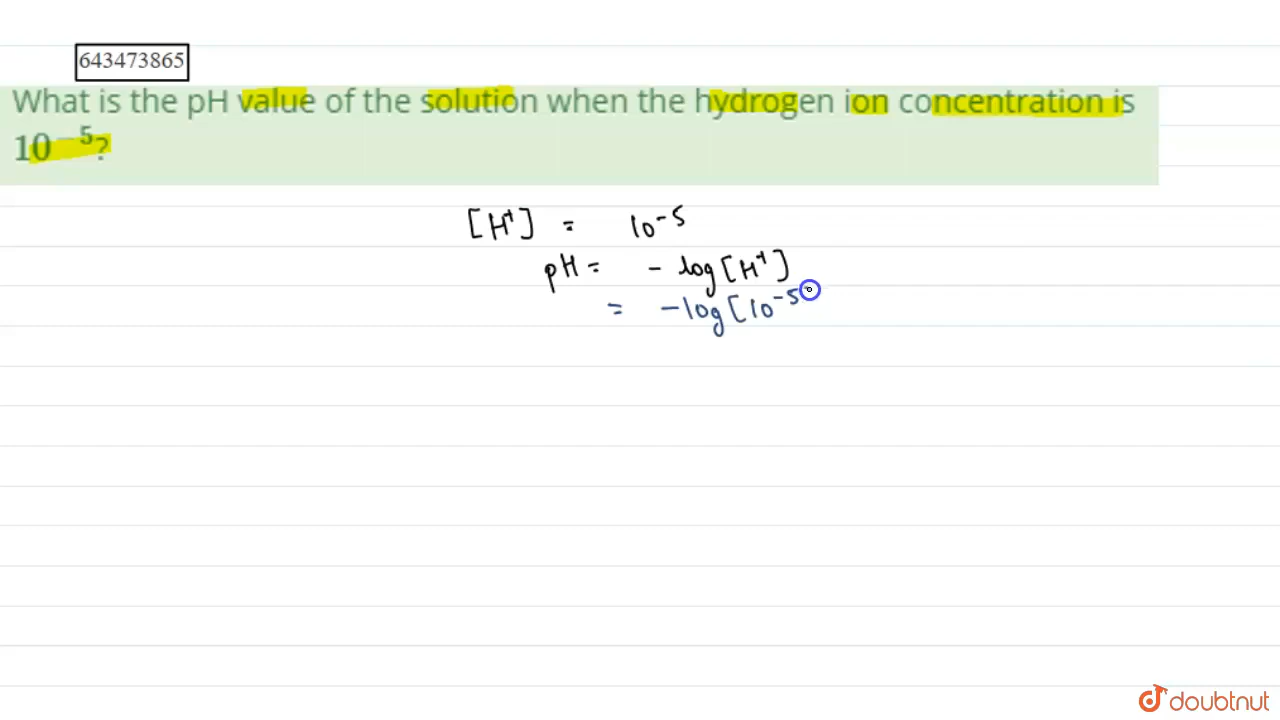 643473865
What is the pH value of the solution when the hydrogen ion concentration is
10⁻⁵?
[H⁺] = 10⁻⁵
pH = - log [H⁺]
= - log [10⁻⁵
doubtnut